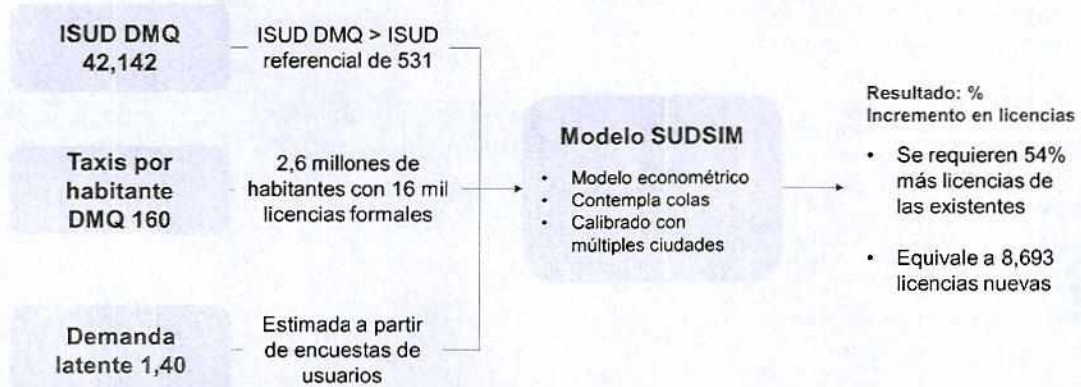 ISUD DMQ
42,142
ISUD DMQ > ISUD
referencial de 531
Taxis por
habitante
DMQ 160
2,6 millones de
habitantes con 16 mil
licencias formales
Demanda
latente 1,40
Estimada a partir
de encuestas de
usuarios
Modelo SUDSIM
• Modelo econométrico
• Contempla colas
• Calibrado con
múltiples ciudades
Resultado: %
Incremento en licencias
• Se requieren 54%
más licencias de
las existentes
• Equivale a 8,693
licencias nuevas